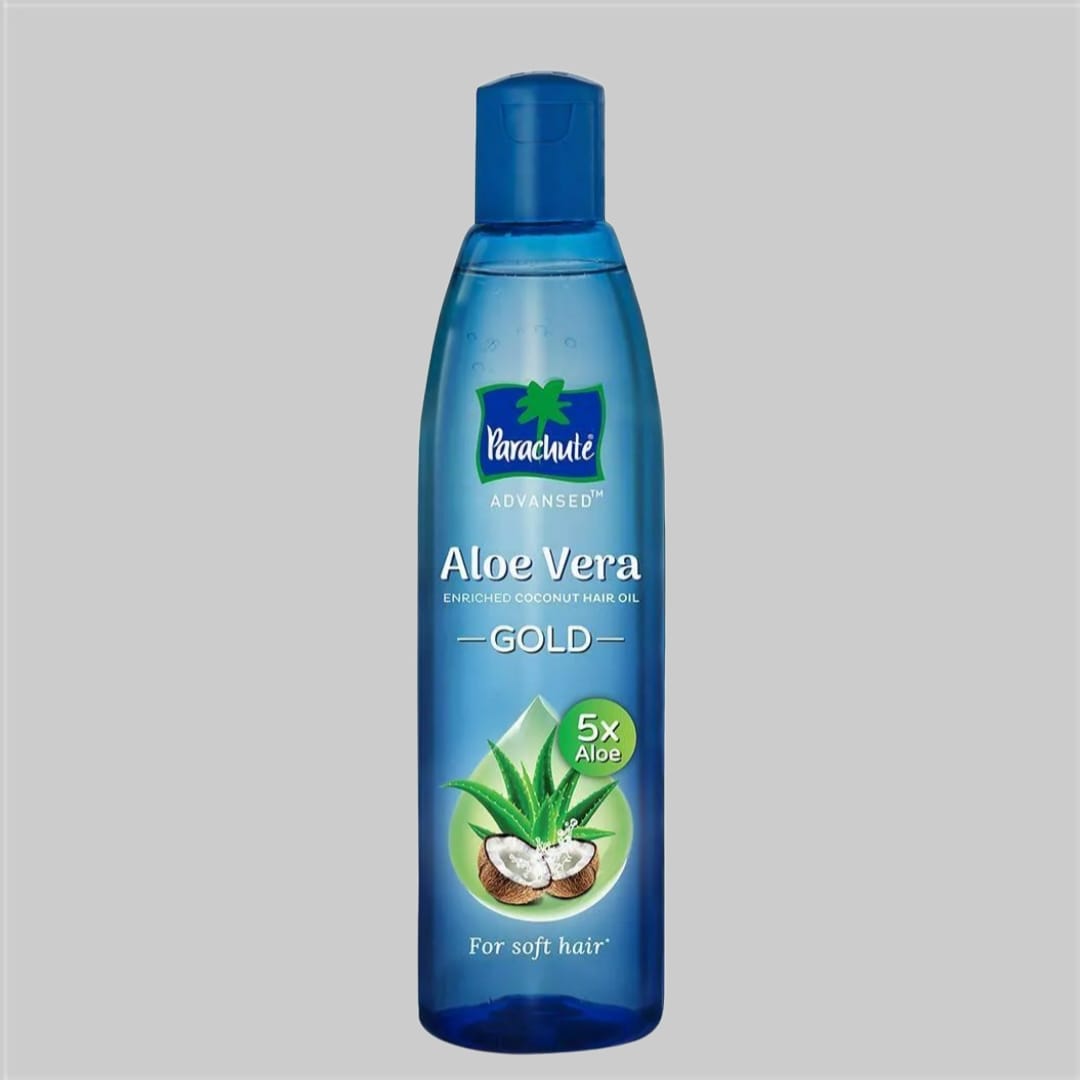 Parachute®
ADVANSED™
Aloe Vera
ENRICHED COCONUT HAIR OIL
GOLD
5x
Aloe
For soft hair*